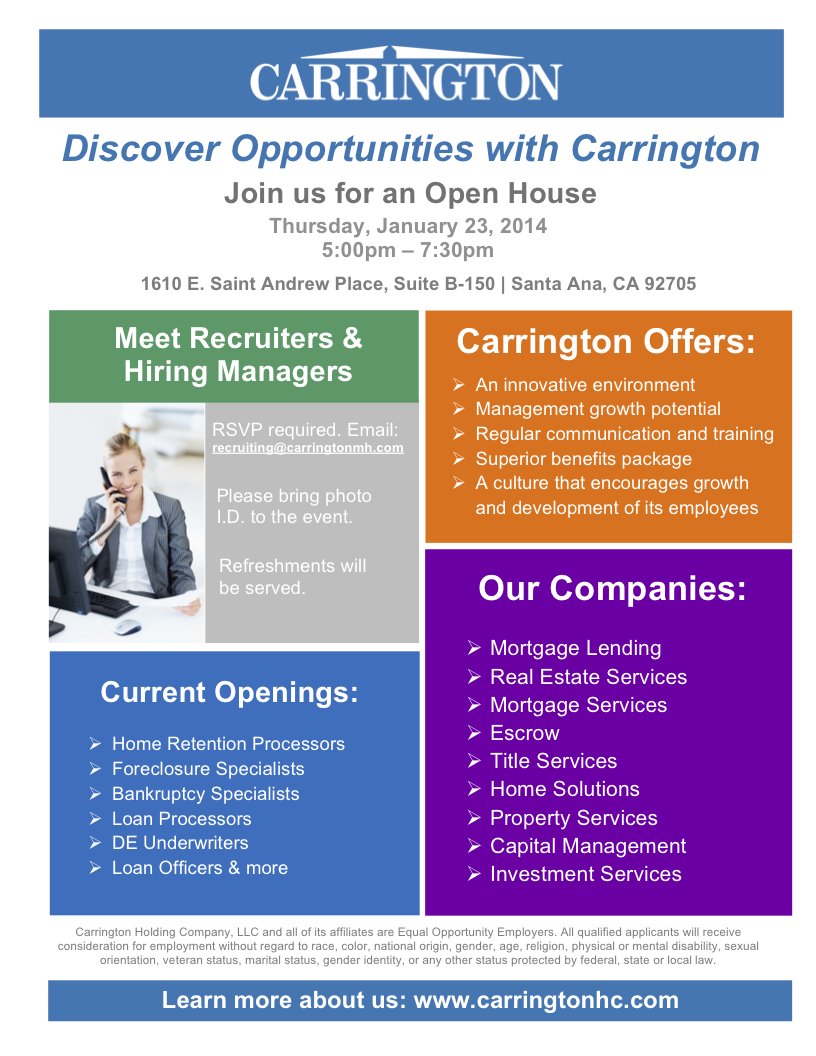 CARRINGTON
Discover Opportunities with Carrington
Join us for an Open House
Thursday, January 23, 2014
5:00pm – 7:30pm
1610 E. Saint Andrew Place, Suite B-150 | Santa Ana, CA 92705
Meet Recruiters &
Hiring Managers
RSVP required. Email:
recruiting@carringtonmh.com
Please bring photo
I.D. to the event.
Refreshments will
be served.
Current Openings:
➢ Home Retention Processors
➢ Foreclosure Specialists
➢ Bankruptcy Specialists
➢ Loan Processors
➢ DE Underwriters
➢ Loan Officers & more
Carrington Offers:
➢ An innovative environment
➢ Management growth potential
➢ Regular communication and training
➢ Superior benefits package
➢ A culture that encourages growth
and development of its employees
Our Companies:
➢ Mortgage Lending
➢ Real Estate Services
➢ Mortgage Services
➢ Escrow
➢ Title Services
➢ Home Solutions
➢ Property Services
➢ Capital Management
➢ Investment Services
Carrington Holding Company, LLC and all of its affiliates are Equal Opportunity Employers. All qualified applicants will receive
consideration for employment without regard to race, color, national origin, gender, age, religion, physical or mental disability, sexual
orientation, veteran status, marital status, gender identity, or any other status protected by federal, state or local law.
Learn more about us: www.carringtonhc.com